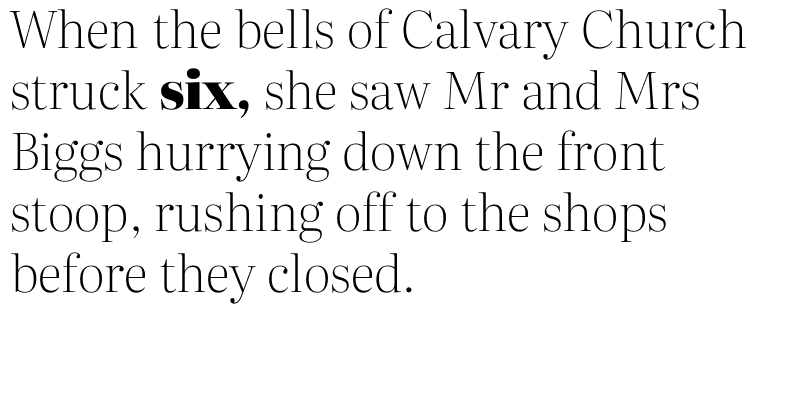 When the bells of Calvary Church
struck six, she saw Mr and Mrs
Biggs hurrying down the front
stoop, rushing off to the shops
before they closed.